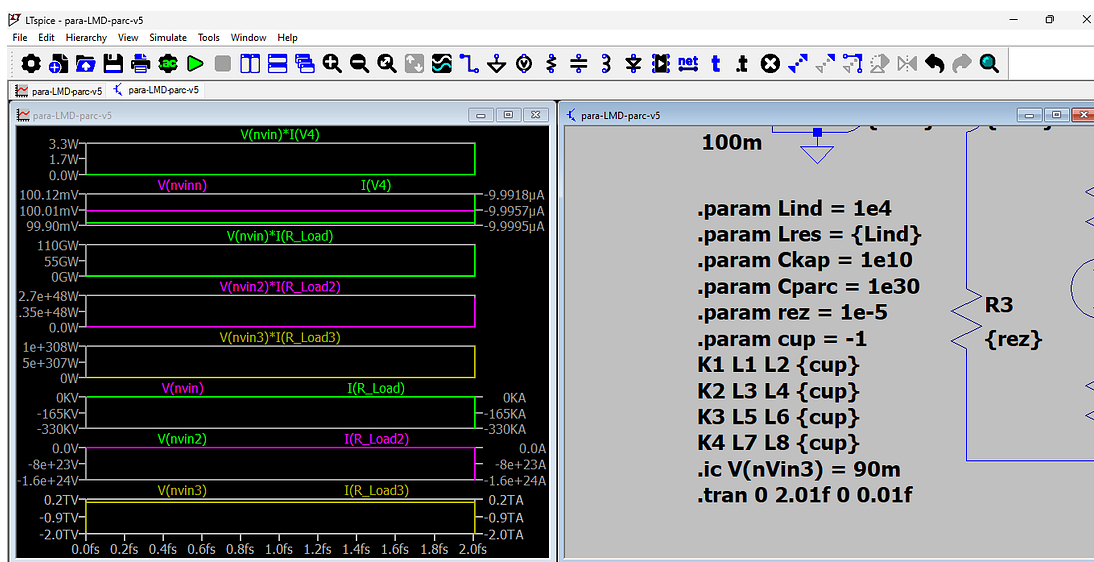 LTspice - para-LMD-parc-v5
File Edit Hierarchy View Simulate Tools Window Help
ac
net t .t
para-LMD-parc-v5 para-LMD-parc-v5
para-LMD-parc-v5
V(nvin)*I(V4)
3.3W
1.7W
0.0W
V(nvinn) I(V4)
100.12mV -9.9918µA
100.01mV -9.9957µA
99.90mV -9.9995µA
V(nvin)*I(R_Load)
110GW
55GW
0GW
V(nvin2)*I(R_Load2)
2.7e+48W
.35e+48W
0.0W
V(nvin3)*I(R_Load3)
1e+308W
5e+307W
0W
V(nvin) I(R_Load)
0KV 0KA
-165KV -165KA
-330KV -330KA
V(nvin2) I(R_Load2)
0.0V 0.0A
-8e+23V -8e+23A
-1.6e+24V -1.6e+24A
V(nvin3) I(R_Load3)
0.2TV 0.2TA
-0.9TV -0.9TA
-2.0TV -2.0TA
0.0fs 0.2fs 0.4fs 0.6fs 0.8fs 1.0fs 1.2fs 1.4fs 1.6fs 1.8fs 2.0fs
para-LMD-parc-v5
100m
.param Lind = 1e4
.param Lres = {Lind}
.param Ckap = 1e10
.param Cparc = 1e30
.param rez = 1e-5
.param cup = -1
K1 L1 L2 {cup}
K2 L3 L4 {cup}
K3 L5 L6 {cup}
K4 L7 L8 {cup}
.ic V(nVin3) = 90m
.tran 0 2.01f 0 0.01f
R3
{rez}